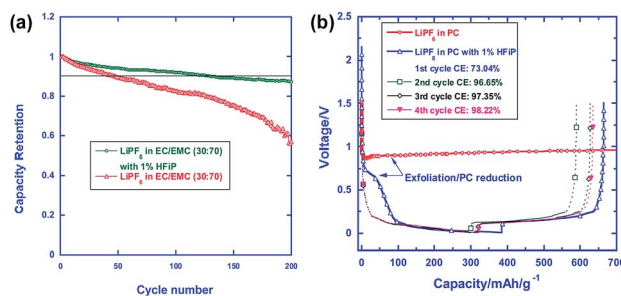 (a)
1.2
1
0.8
0.6
0.4
0.2
0
Capacity Retention
LiPF6 in EC/EMC (30:70)
with 1% HFiP
LiPF6 in EC/EMC (30:70)
0 50 100 150 200
Cycle number
(b)
2.5
2
1.5
1
0.5
0
Voltage/V
LiPF6 in PC
LiPF6 in PC with 1% HFiP
1st cycle CE: 73.04%
2nd cycle CE: 96.65%
3rd cycle CE: 97.35%
4th cycle CE: 98.22%
Exfoliation/PC reduction
0 100 200 300 400 500 600 700
Capacity/mAh/g-1